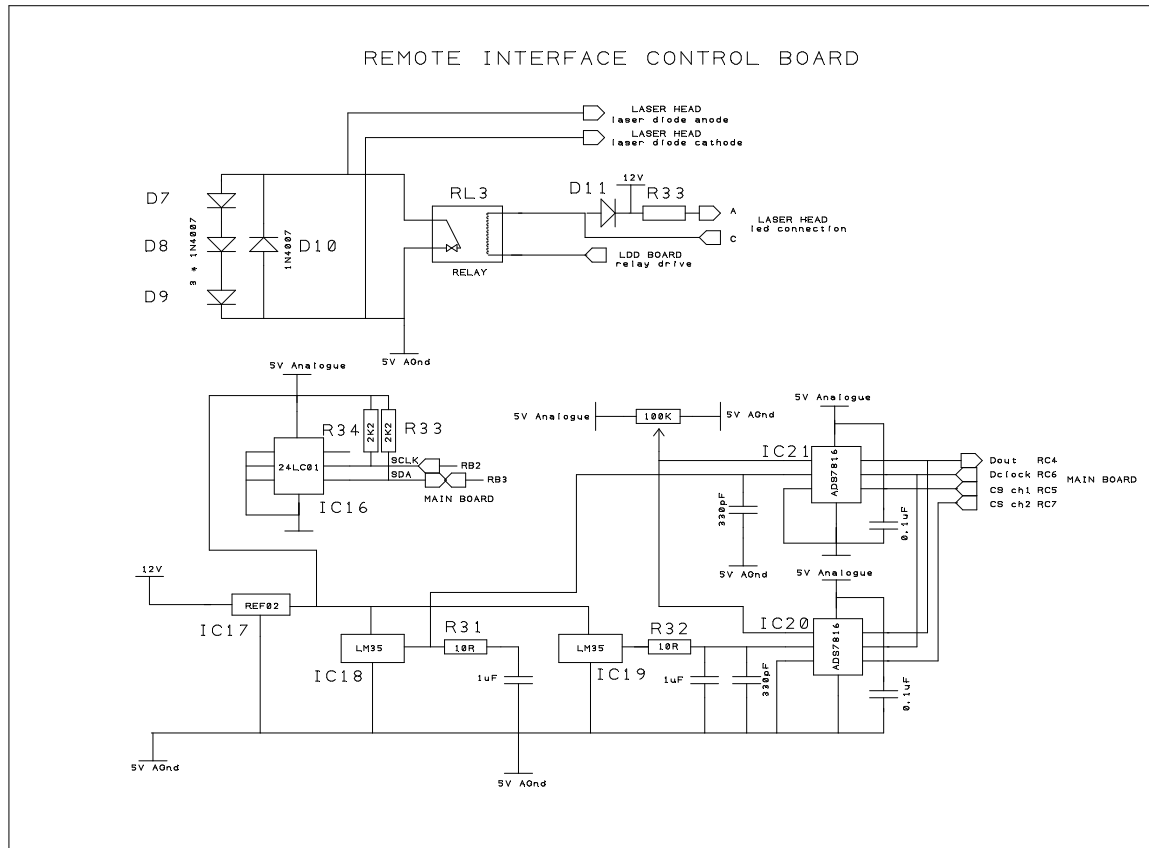 REMOTE INTERFACE CONTROL BOARD
LASER HEAD
laser diode anode
LASER HEAD
laser diode cathode
D7
D8
D9
3 * 1N4007
1N4007
D10
RL3
RELAY
D11
12V
R33
A
C
LASER HEAD
led connection
LDD BOARD
relay drive
5V AGnd
5V Analogue
R34
2K2
2K2
R33
24LC01
IC16
SCLK
RB2
SDA
RB3
MAIN BOARD
5V Analogue
100K
5V AGnd
5V Analogue
IC21
ADS7816
330pF
5V AGnd
0.1uF
Dout RC4
Dclock RC6
CS ch1 RC5
CS ch2 RC7
MAIN BOARD
5V Analogue
12V
REF02
IC17
LM35
IC18
R31
10R
1uF
LM35
IC19
R32
10R
1uF
330pF
IC20
ADS7816
0.1uF
5V AGnd
5V AGnd